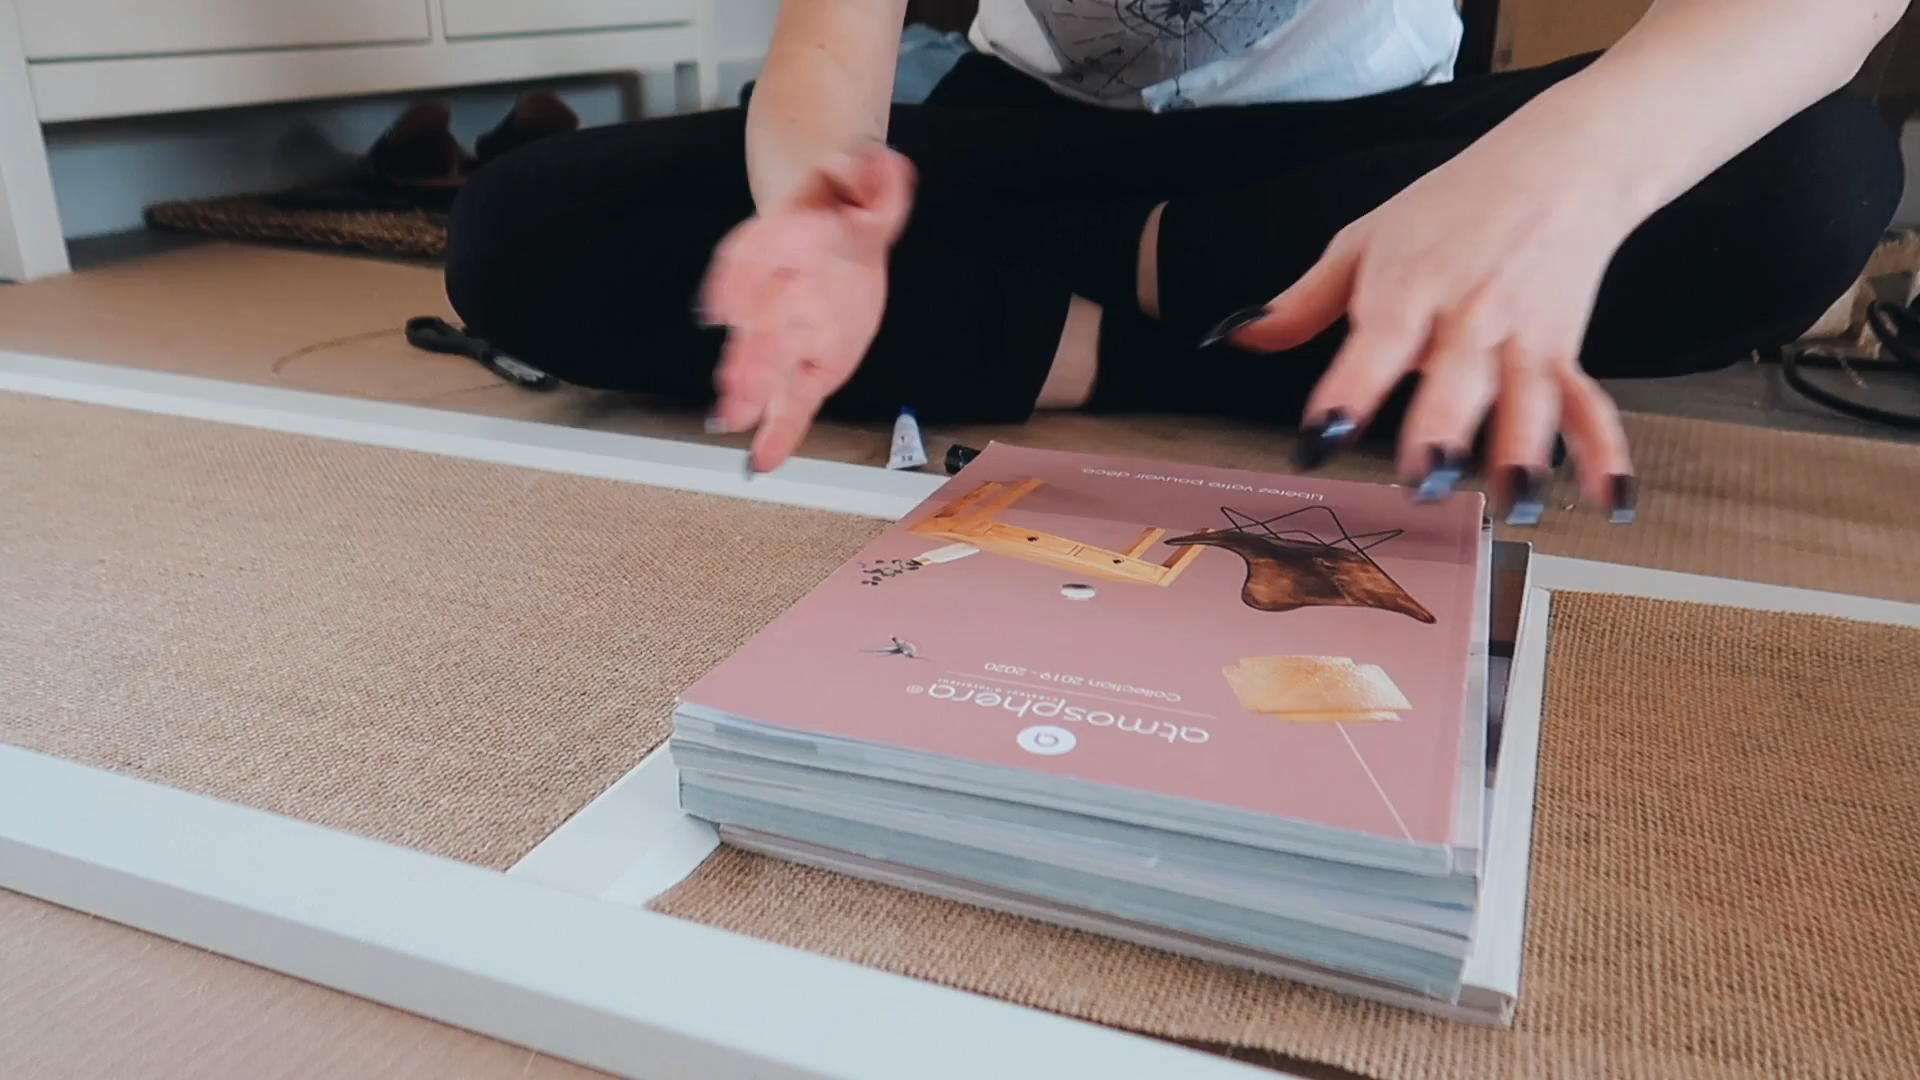 atmosphera®
Collection 2019 - 2020
Libérez votre pouvoir déco.